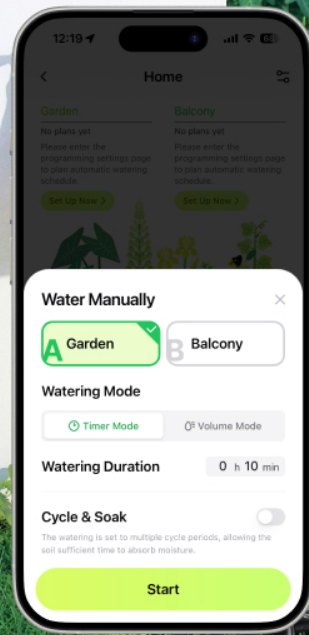 12:19
Home
Garden
Balcony
No plans yet
No plans yet
Please enter the
programming settings page
to plan automatic watering
schedule.
Please enter the
programming settings page
to plan automatic watering
schedule.
Set Up Now >
Set Up Now >
Water Manually
A Garden
B Balcony
Watering Mode
Timer Mode
Volume Mode
Watering Duration
0 h 10 min
Cycle & Soak
The watering is set to multiple cycle periods, allowing the
soil sufficient time to absorb moisture.
Start